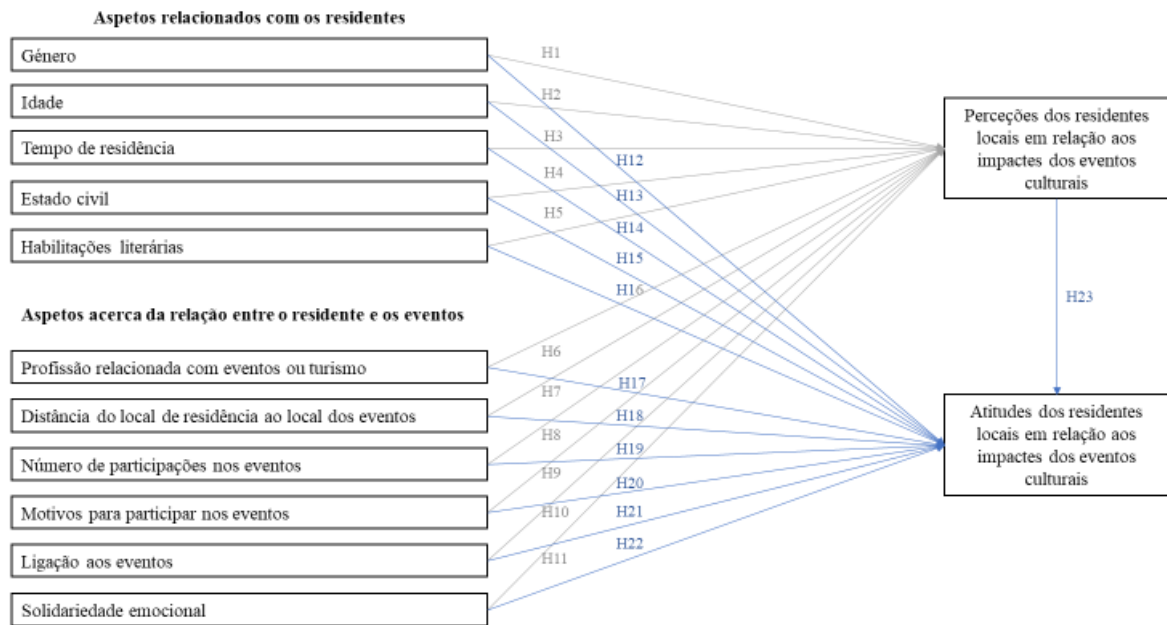 Aspetos relacionados com os residentes
Género
Idade
Tempo de residência
Estado civil
Habilitações literárias
Aspetos acerca da relação entre o residente e os eventos
Profissão relacionada com eventos ou turismo
Distância do local de residência ao local dos eventos
Número de participações nos eventos
Motivos para participar nos eventos
Ligação aos eventos
Solidariedade emocional
H1
H2
H3
H4
H5
H6
H7
H8
H9
H10
H11
H12
H13
H14
H15
H16
H17
H18
H19
H20
H21
H22
Perceções dos residentes
locais em relação aos
impactes dos eventos
culturais
H23
Atitudes dos residentes
locais em relação aos
impactes dos eventos
culturais